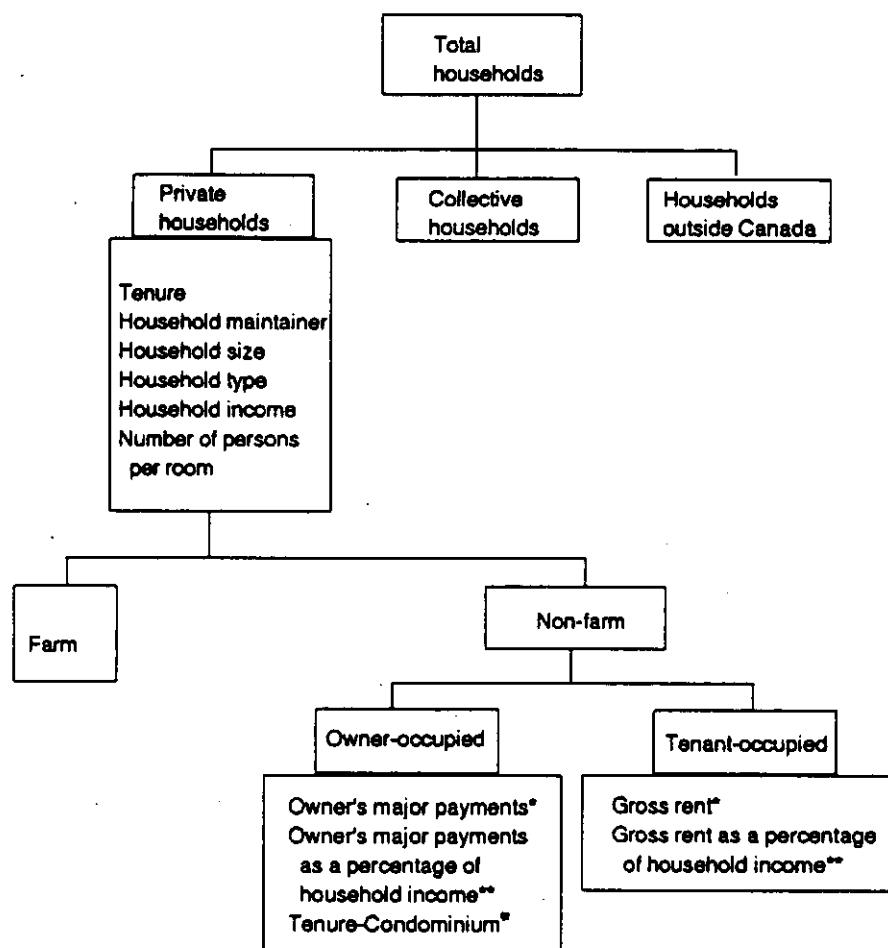 Total
households
Private
households
Collective
households
Households
outside Canada
Tenure
Household maintainer
Household size
Household type
Household income
Number of persons
per room
Farm
Non-farm
Owner-occupied
Tenant-occupied
Owner's major payments*
Owner's major payments
as a percentage of
household income**
Tenure-Condominium*
Gross rent*
Gross rent as a percentage
of household income**